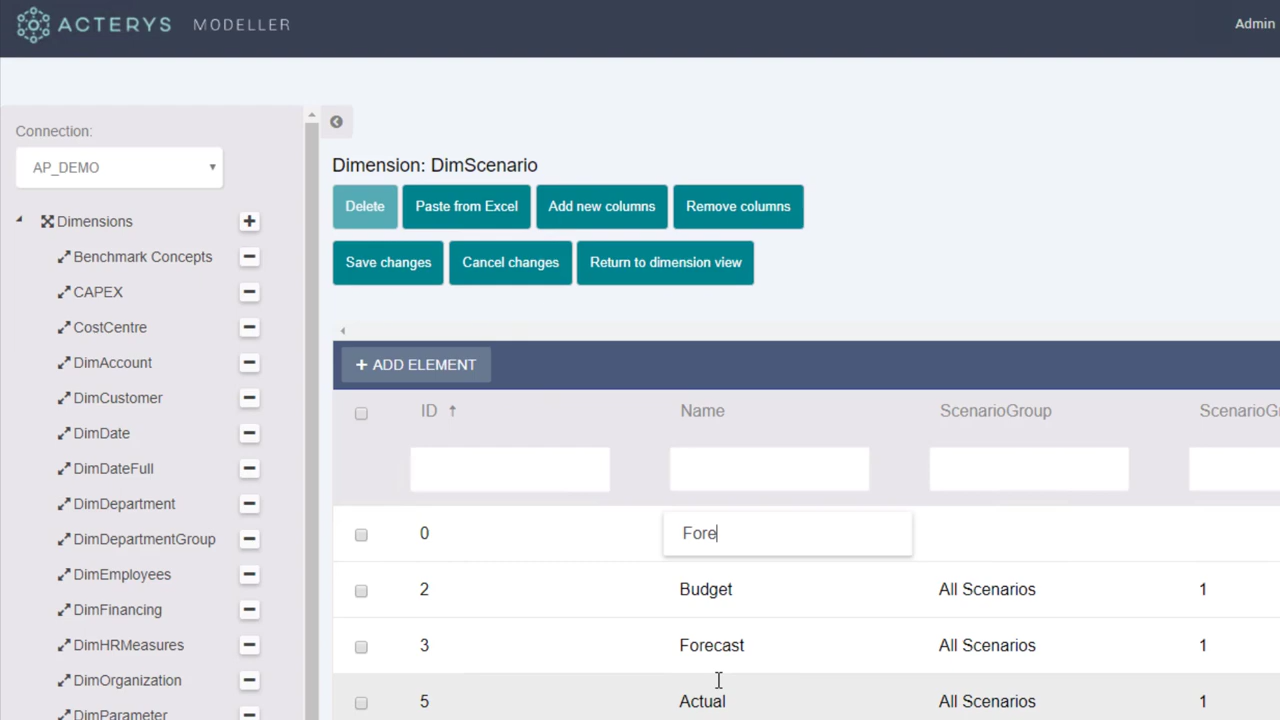 ACTERYS MODELLER
Admin
Connection:
AP_DEMO
Dimensions
Benchmark Concepts
CAPEX
CostCentre
DimAccount
DimCustomer
DimDate
DimDateFull
DimDepartment
DimDepartmentGroup
DimEmployees
DimFinancing
DimHRMeasures
DimOrganization
DimParameter
Dimension: DimScenario
Delete Paste from Excel Add new columns Remove columns
Save changes Cancel changes Return to dimension view
+ ADD ELEMENT
ID ↑ Name ScenarioGroup ScenarioG
0 Fore
2 Budget All Scenarios 1
3 Forecast All Scenarios 1
5 Actual All Scenarios 1